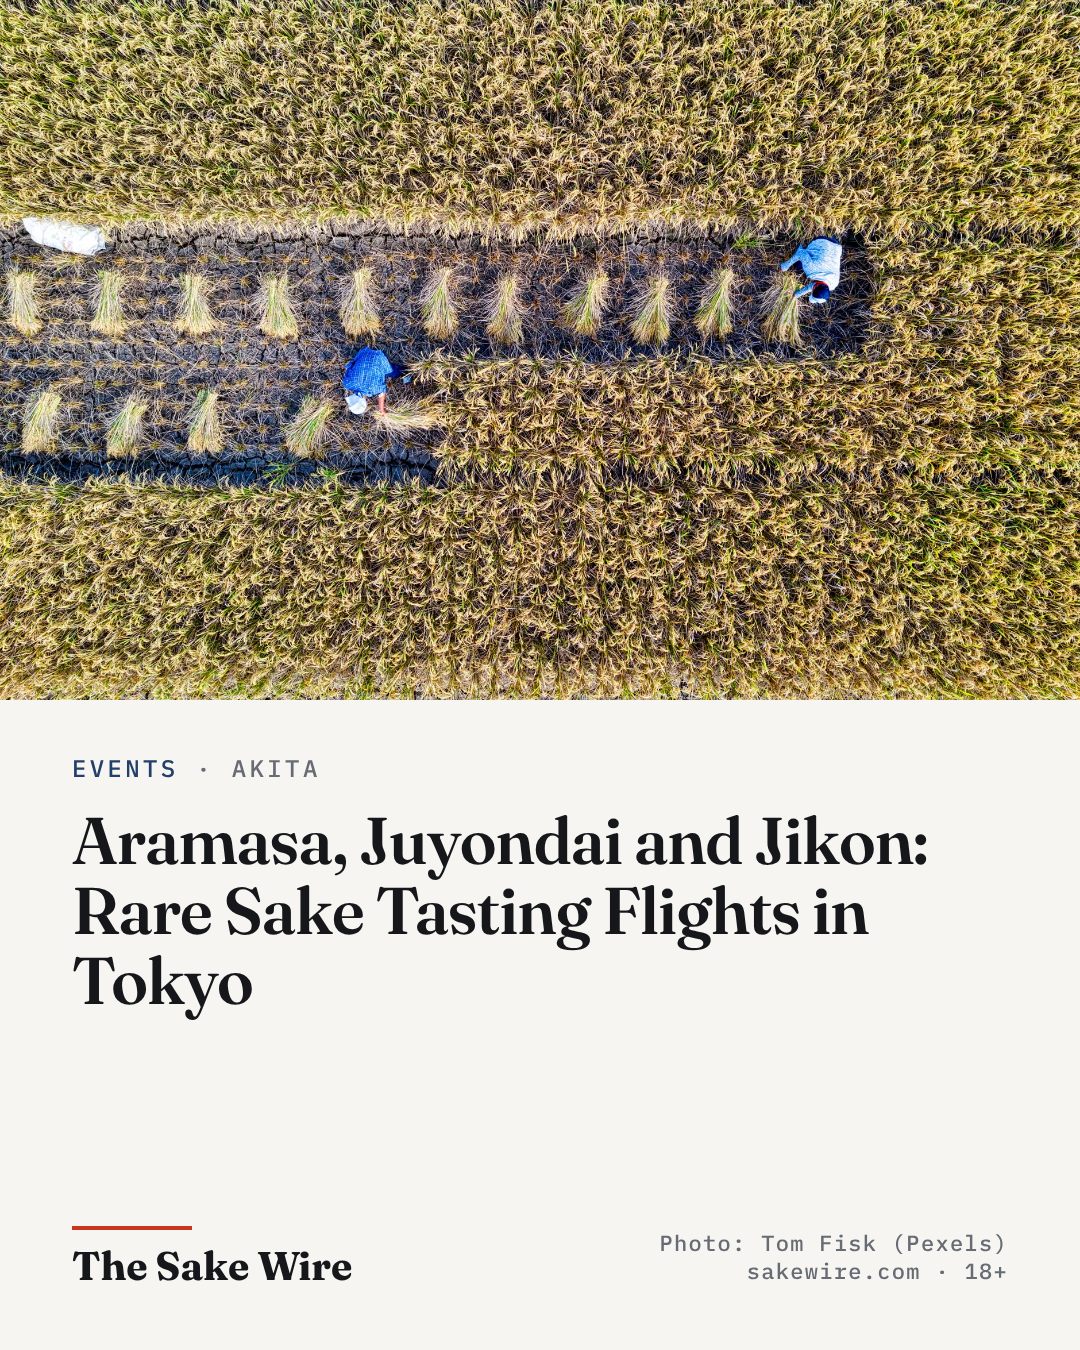 EVENTS · AKITA
Aramasa, Juyondai and Jikon:
Rare Sake Tasting Flights in
Tokyo
The Sake Wire
Photo: Tom Fisk (Pexels)
sakewire.com · 18+